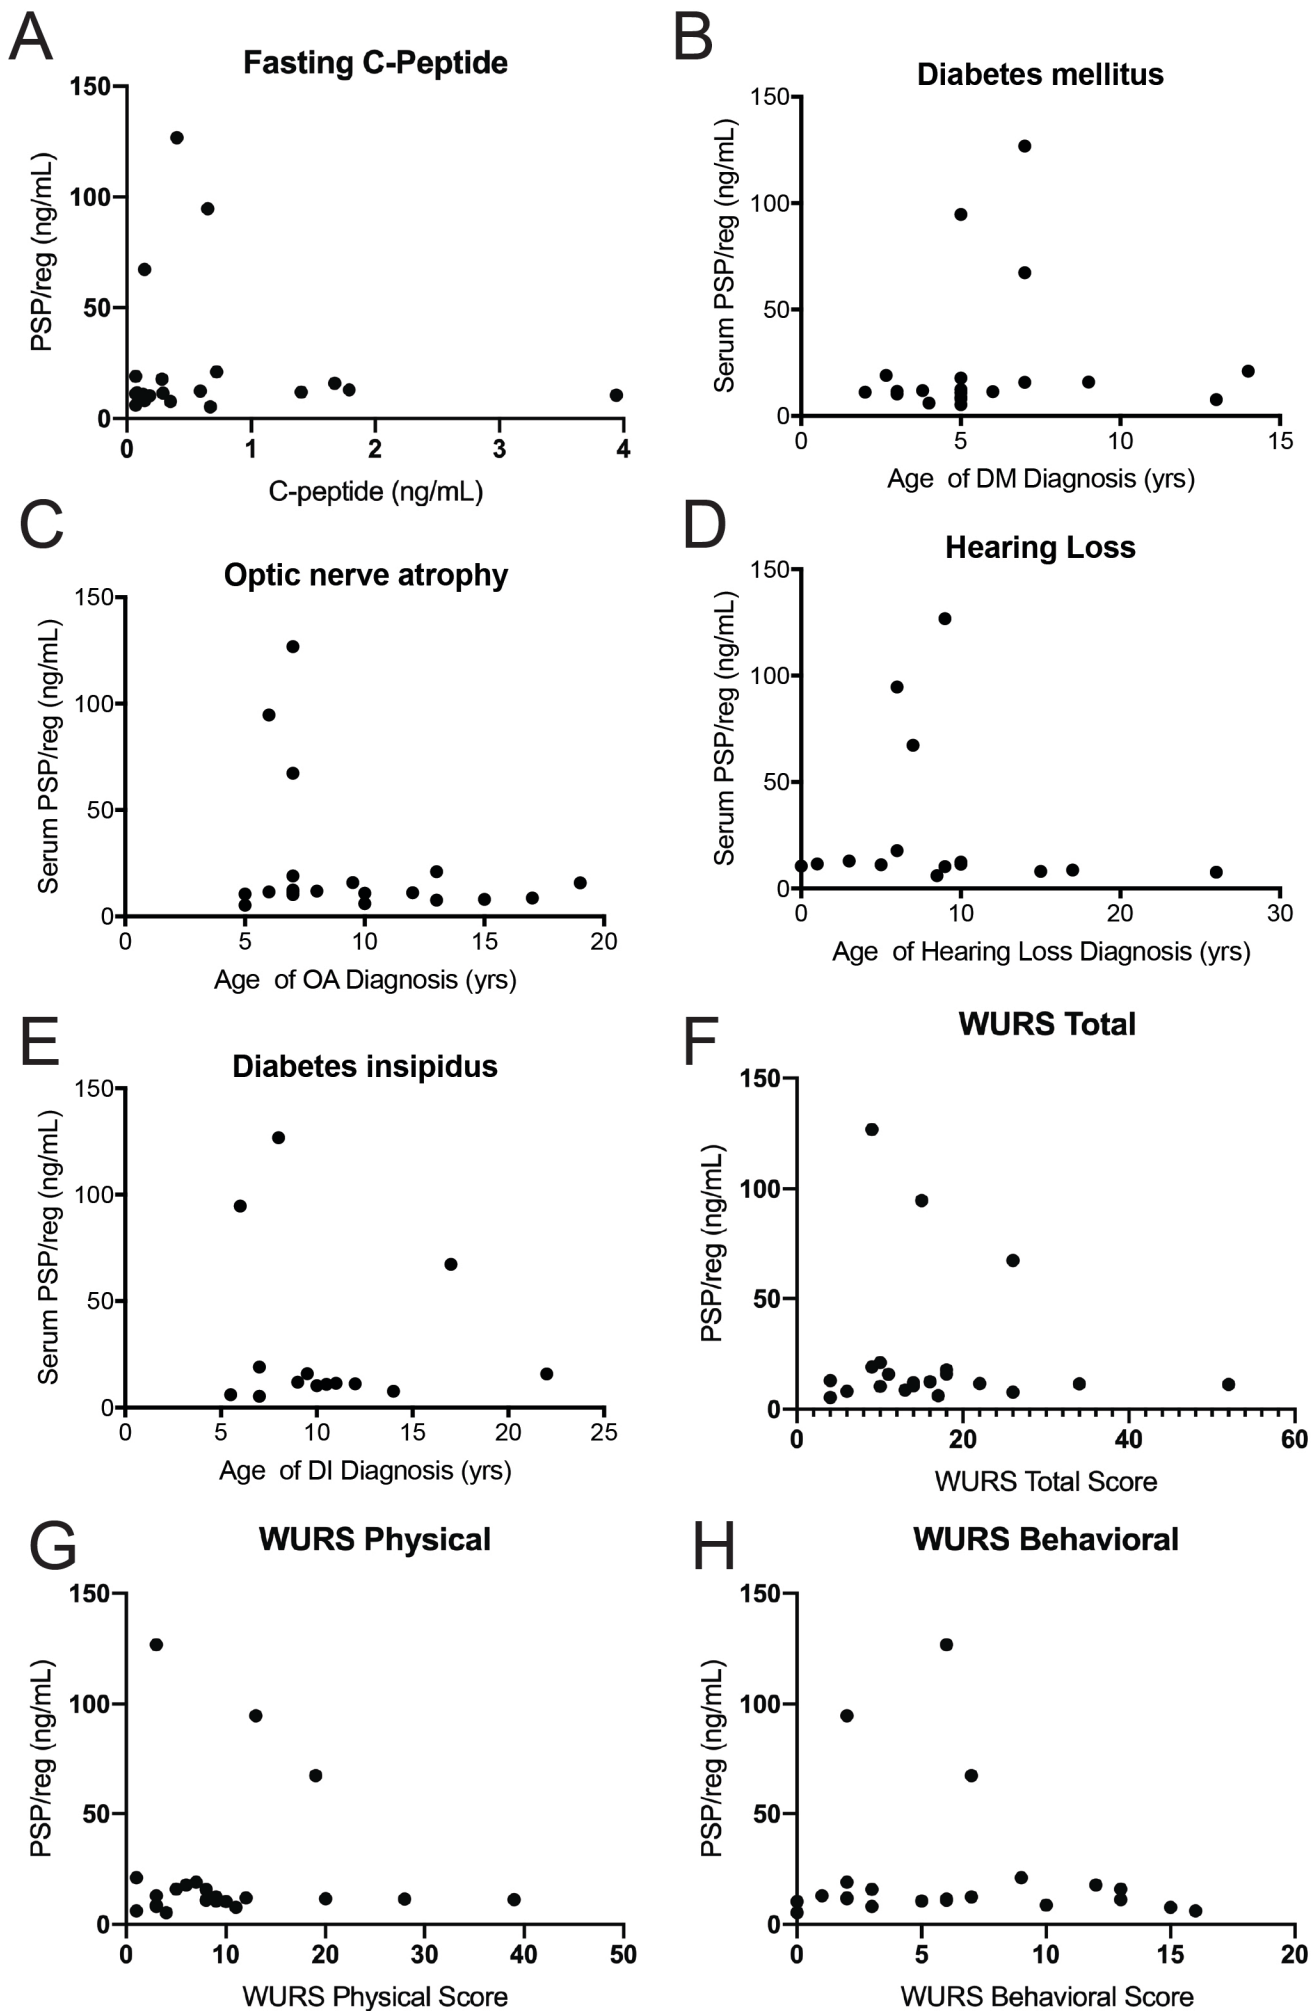 A
Fasting C-Peptide
PSP/reg (ng/mL)
150
100
50
0
0 1 2 3 4
C-peptide (ng/mL)
B
Diabetes mellitus
Serum PSP/reg (ng/mL)
150
100
50
0
0 5 10 15
Age of DM Diagnosis (yrs)
C
Optic nerve atrophy
Serum PSP/reg (ng/mL)
150
100
50
0
0 5 10 15 20
Age of OA Diagnosis (yrs)
D
Hearing Loss
Serum PSP/reg (ng/mL)
150
100
50
0
0 10 20 30
Age of Hearing Loss Diagnosis (yrs)
E
Diabetes insipidus
Serum PSP/reg (ng/mL)
150
100
50
0
0 5 10 15 20 25
Age of DI Diagnosis (yrs)
F
WURS Total
PSP/reg (ng/mL)
150
100
50
0
0 20 40 60
WURS Total Score
G
WURS Physical
PSP/reg (ng/mL)
150
100
50
0
0 10 20 30 40 50
WURS Physical Score
H
WURS Behavioral
PSP/reg (ng/mL)
150
100
50
0
0 5 10 15 20
WURS Behavioral Score